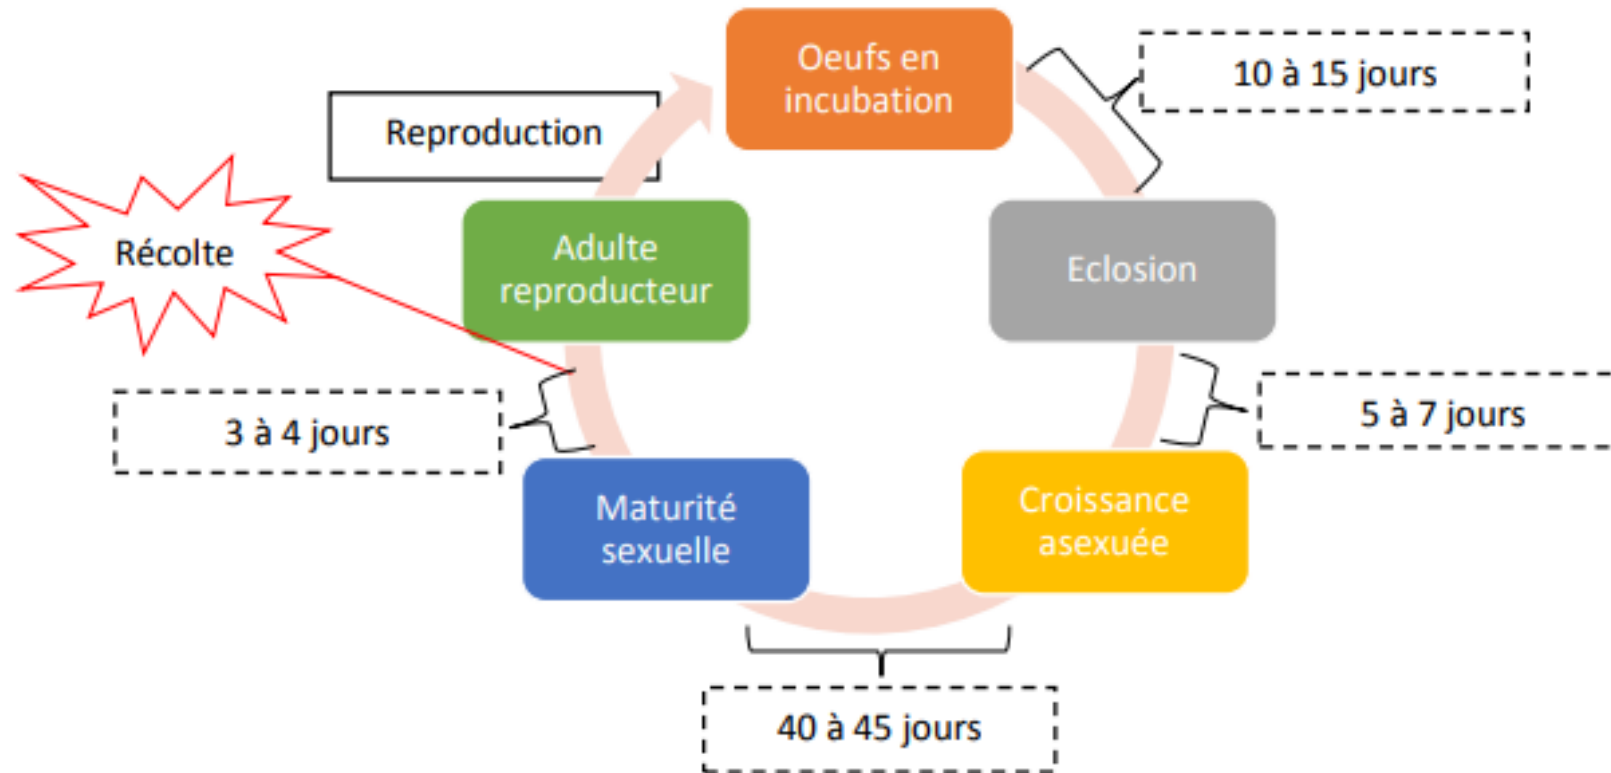 Oeufs en
incubation
10 à 15 jours
Reproduction
Récolte
Adulte
reproducteur
Eclosion
3 à 4 jours
5 à 7 jours
Maturité
sexuelle
Croissance
asexuée
40 à 45 jours